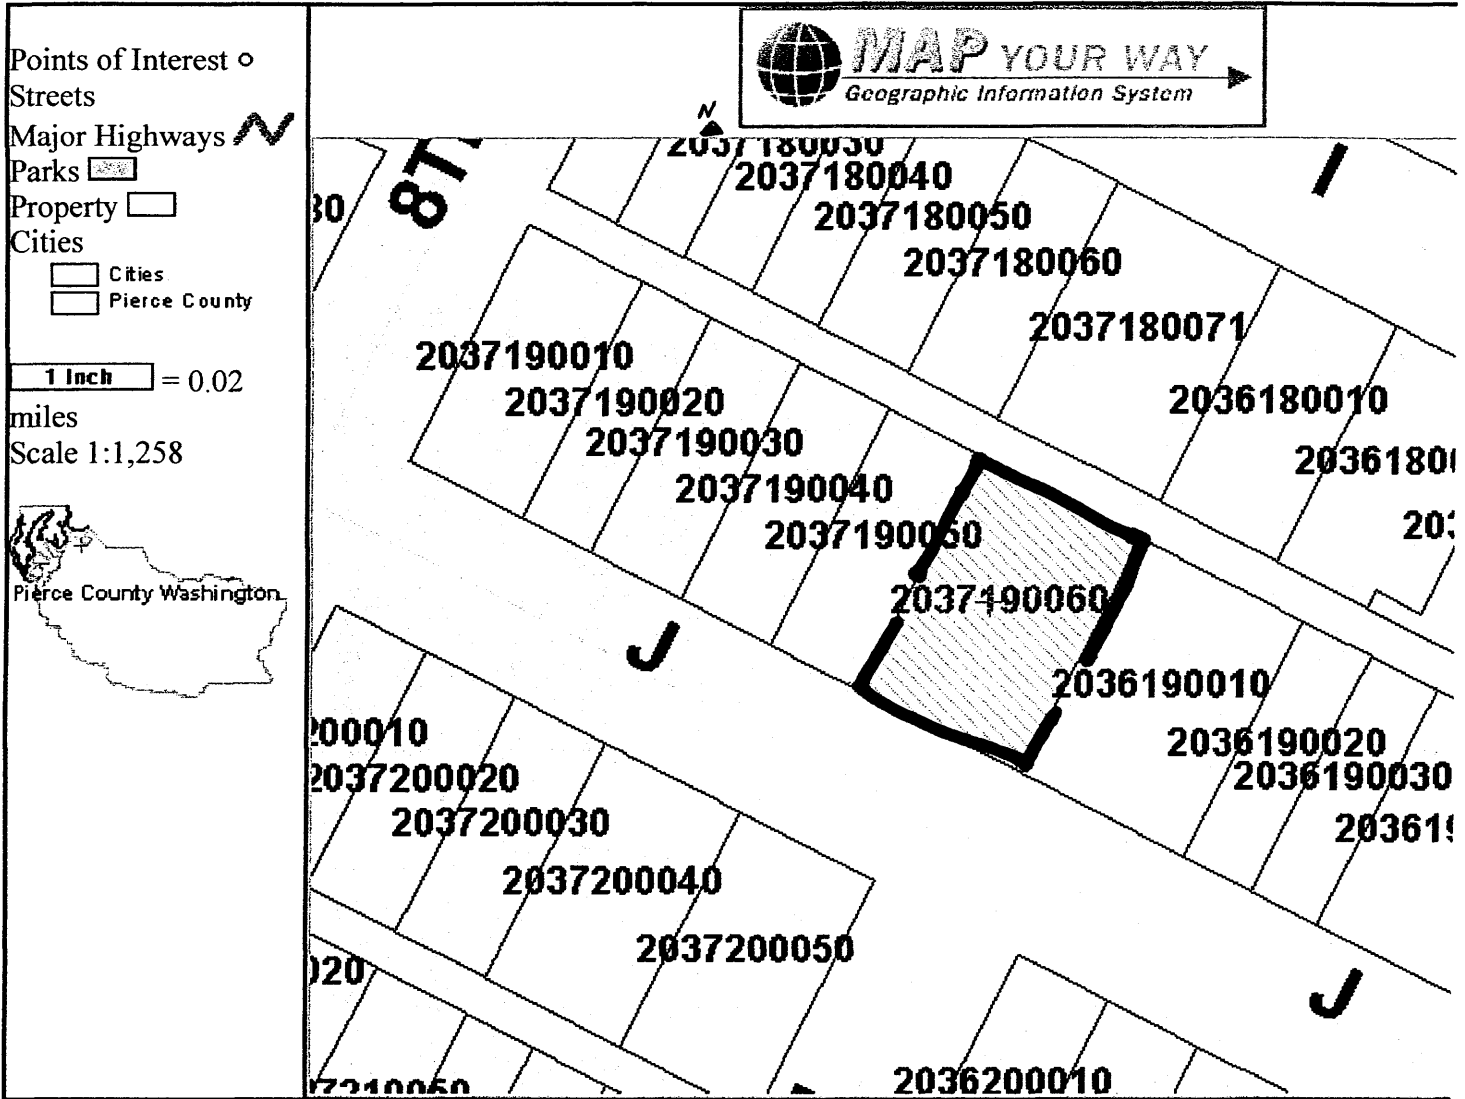 Points of Interest
Streets
Major Highways
Parks
Property
Cities
Cities
Pierce County
1 Inch = 0.02
miles
Scale 1:1,258
Pierce County Washington
MAP YOUR WAY
Geographic Information System
N
I
2037180030
2037180040
2037180050
2037180060
2037180071
2036180010
2037190010
2037190020
2037190030
2037190040
2037190050
2037190060
2036190010
2036190020
2036190030
J
2037200020
2037200030
2037200040
2037200050
J
2036200010